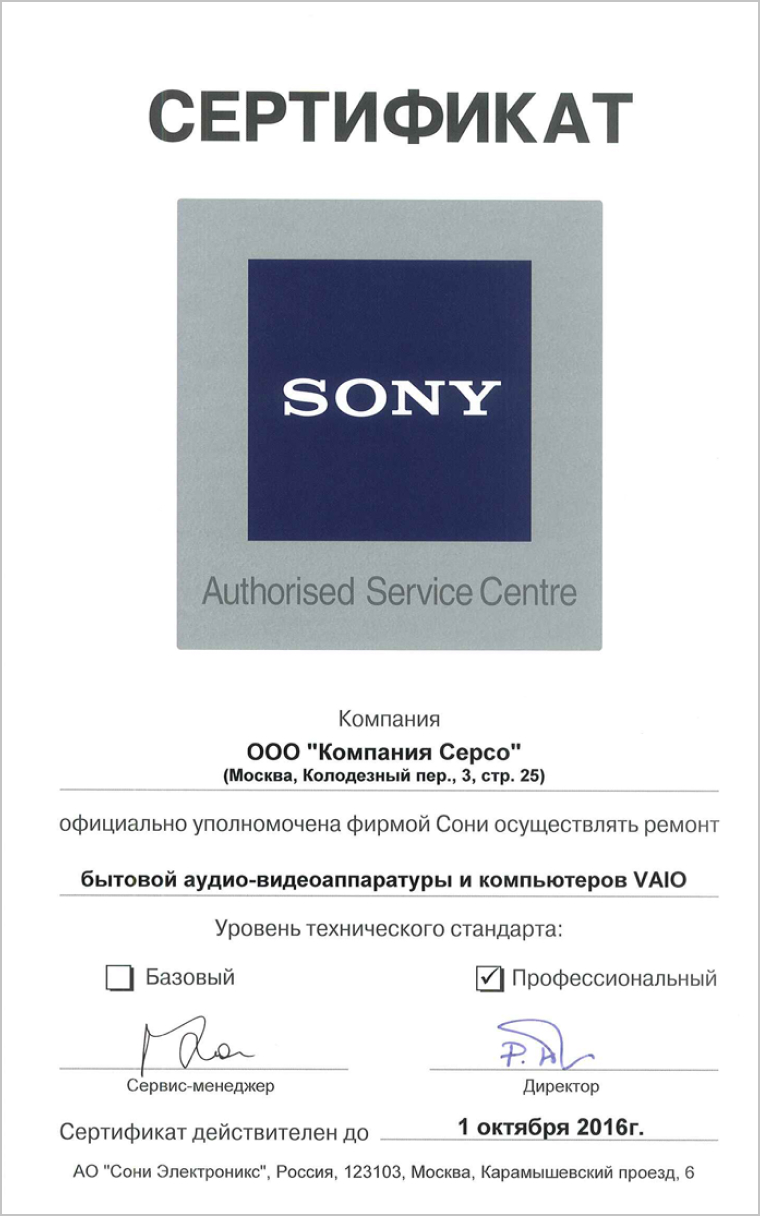 СЕРТИФИКАТ
SONY
Authorised Service Centre
Компания
ООО "Компания Серсо"
(Москва, Колодезный пер., 3, стр. 25)
официально уполномочена фирмой Сони осуществлять ремонт
бытовой аудио-видеоаппаратуры и компьютеров VAIO
Уровень технического стандарта:
Базовый
Профессиональный
Сервис-менеджер
Директор
Сертификат действителен до 1 октября 2016г.
АО "Сони Электроникс", Россия, 123103, Москва, Карамышевский проезд, 6